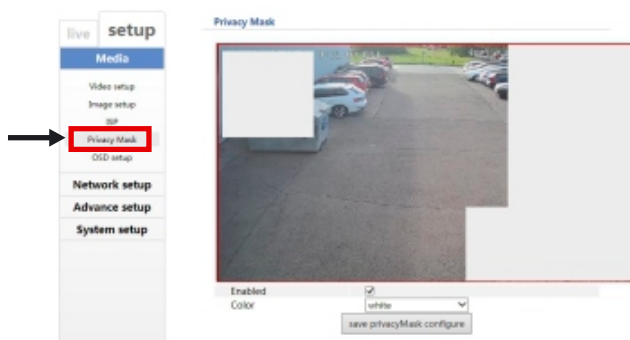 live setup
Privacy Mask
Media
Video setup
Image setup
ISP
Privacy Mask
OSD setup
Network setup
Advance setup
System setup
Enabled
Color white
save privacyMask configure